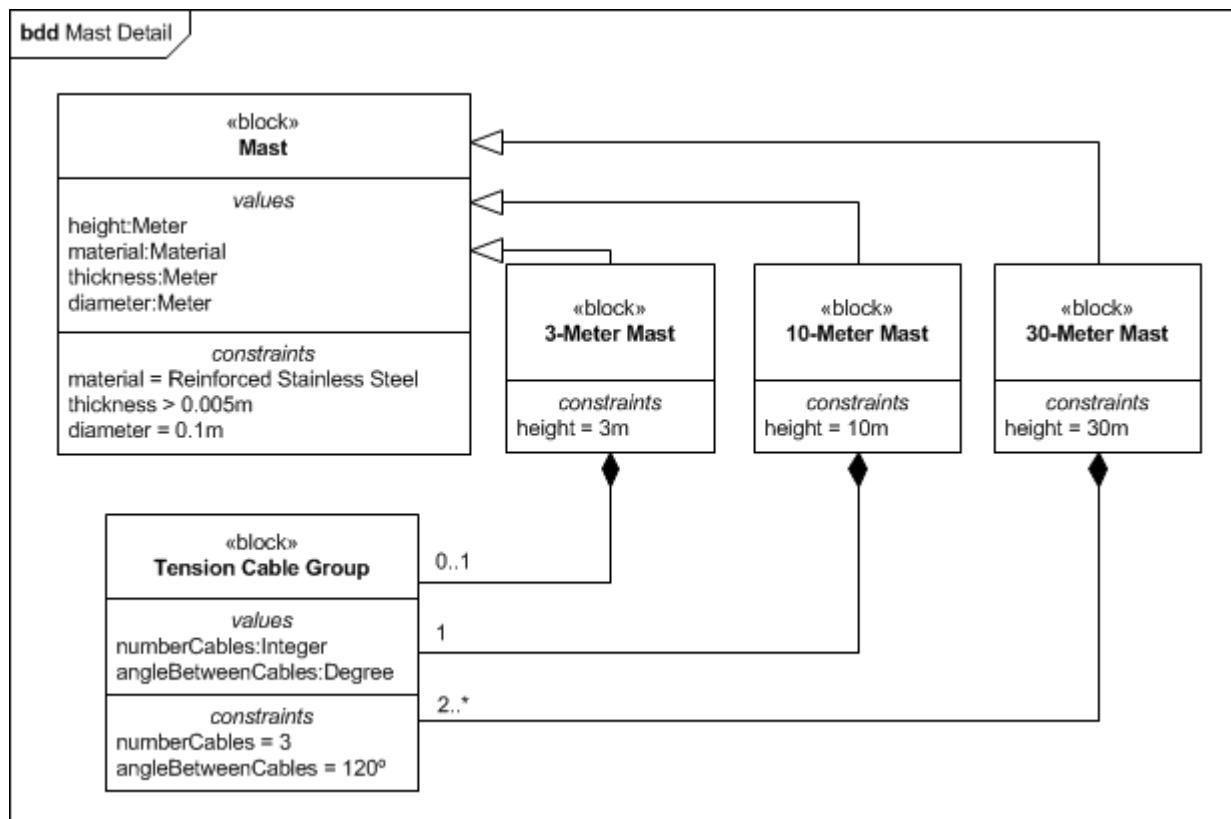 bdd Mast Detail
«block»
Mast
values
height:Meter
material:Material
thickness:Meter
diameter:Meter
constraints
material = Reinforced Stainless Steel
thickness > 0.005m
diameter = 0.1m
«block»
3-Meter Mast
constraints
height = 3m
«block»
10-Meter Mast
constraints
height = 10m
«block»
30-Meter Mast
constraints
height = 30m
«block»
Tension Cable Group
values
numberCables:Integer
angleBetweenCables:Degree
constraints
numberCables = 3
angleBetweenCables = 120º
0..1
1
2..*